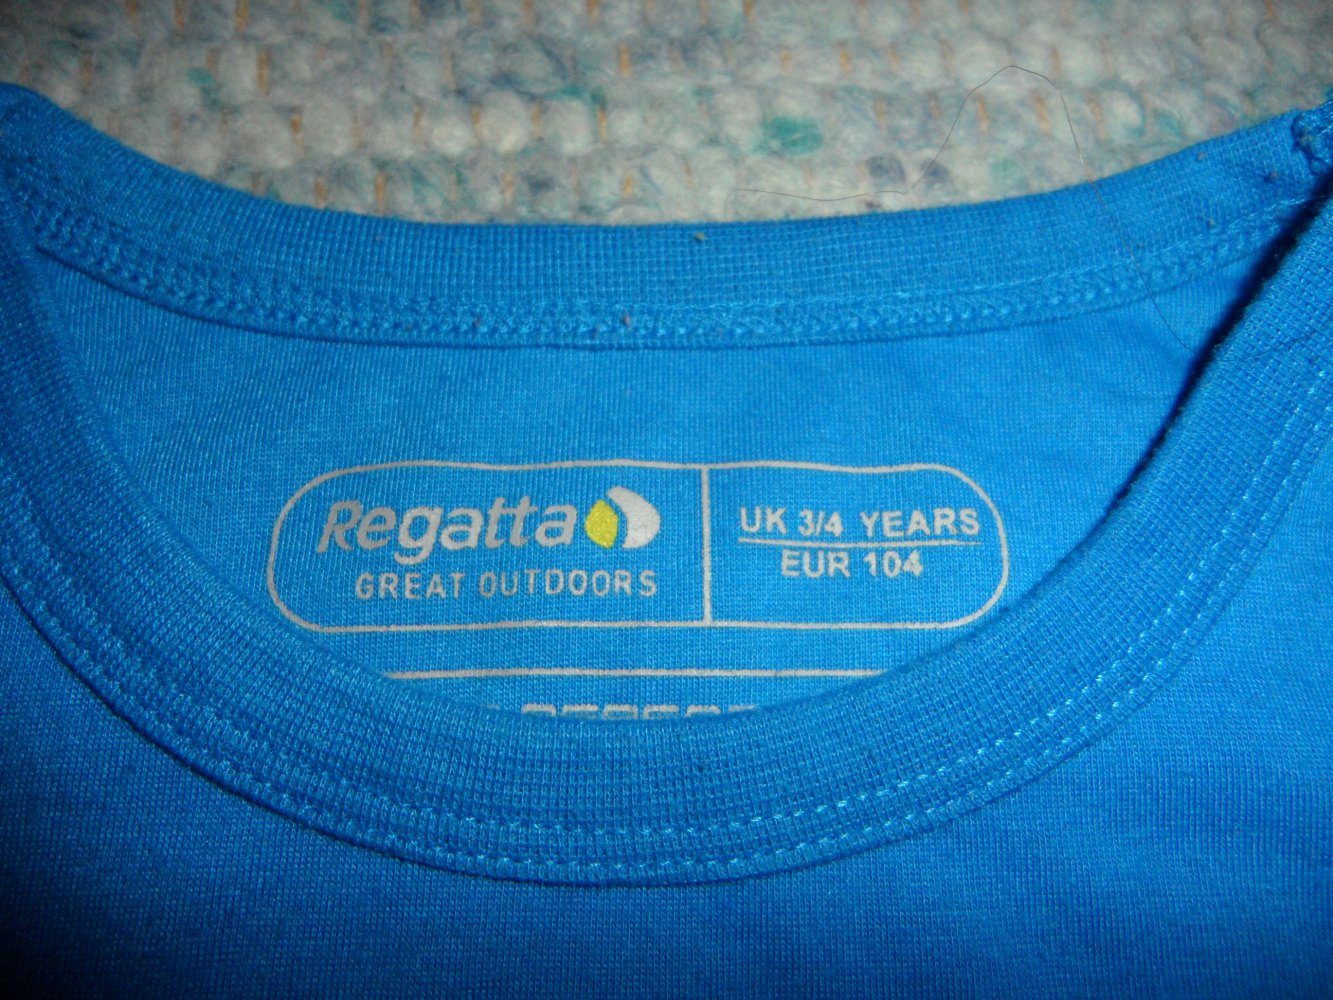 Regatta
GREAT OUTDOORS
UK 3/4 YEARS
EUR 104